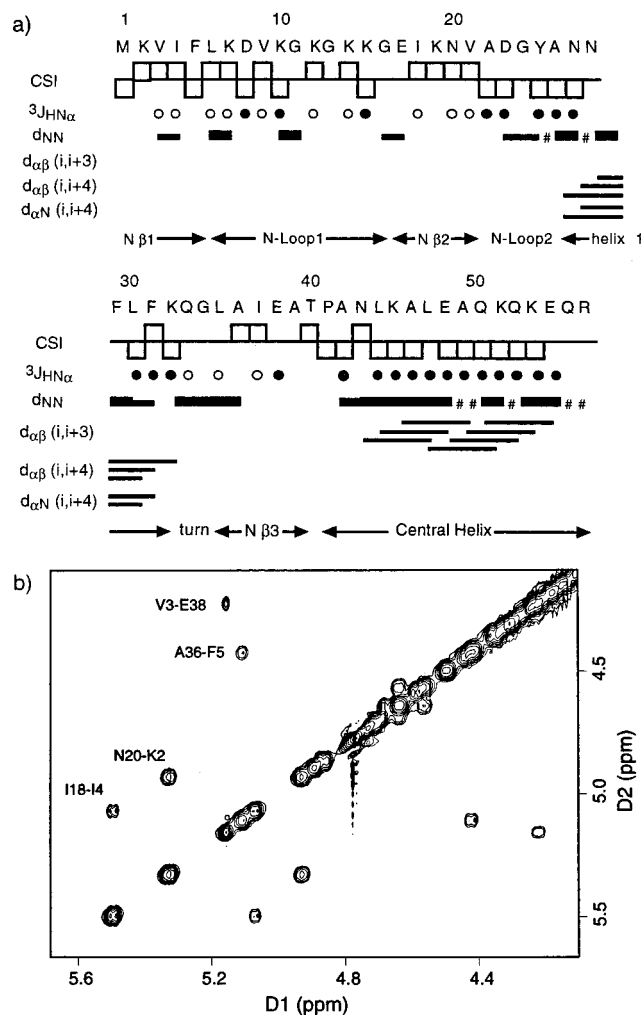 a)
1 10 20
M K V I F L K D V K G K G K K G E I K N V A D G Y A N N
CSI
³JHNα
dNN # #
dαβ (i,i+3)
dαβ (i,i+4)
dαN (i,i+4)
N β1 N-Loop1 N β2 N-Loop2 helix 1
30 40 50
F L F K Q G L A I E A T P A N L K A L E A Q K Q K E Q R
CSI
³JHNα
dNN # # # # #
dαβ (i,i+3)
dαβ (i,i+4)
dαN (i,i+4)
turn N β3 Central Helix
b)
V3-E38
A36-F5
N20-K2
I18-I4
4.5
5.0
5.5
D2 (ppm)
5.6 5.2 4.8 4.4
D1 (ppm)